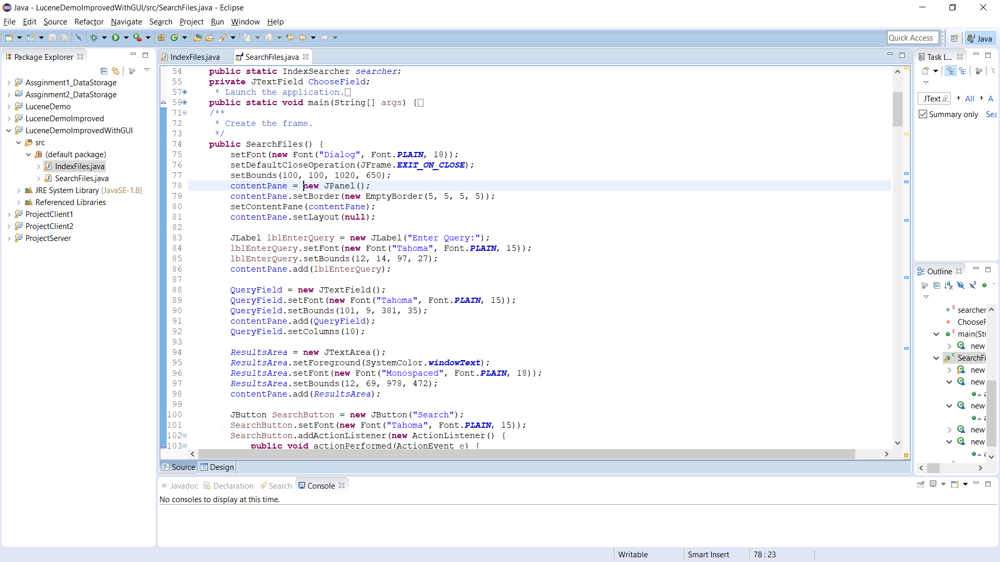 Java - LuceneDemoImprovedWithGUI/src/SearchFiles.java - Eclipse
File Edit Source Refactor Navigate Search Project Run Window Help
Quick Access
Java
Package Explorer
Assginment1_DataStorage
Assginment2_DataStorage
LuceneDemo
LuceneDemoImproved
LuceneDemoImprovedWithGUI
src
(default package)
IndexFiles.java
SearchFiles.java
JRE System Library [JavaSE-1.8]
Referenced Libraries
ProjectClient1
ProjectClient2
ProjectServer
IndexFiles.java
SearchFiles.java
54 public static IndexSearcher searcher;
55 private JTextField ChooseField;
57 * Launch the application.
59 public static void main(String[] args) {
71 /**
72 * Create the frame.
73 */
74 public SearchFiles() {
75 setFont(new Font("Dialog", Font.PLAIN, 18));
76 setDefaultCloseOperation(JFrame.EXIT_ON_CLOSE);
77 setBounds(100, 100, 1020, 650);
78 contentPane = new JPanel();
79 contentPane.setBorder(new EmptyBorder(5, 5, 5, 5));
80 setContentPane(contentPane);
81 contentPane.setLayout(null);
82
83 JLabel lblEnterQuery = new JLabel("Enter Query:");
84 lblEnterQuery.setFont(new Font("Tahoma", Font.PLAIN, 15));
85 lblEnterQuery.setBounds(12, 14, 97, 27);
86 contentPane.add(lblEnterQuery);
87
88 QueryField = new JTextField();
89 QueryField.setFont(new Font("Tahoma", Font.PLAIN, 15));
90 QueryField.setBounds(101, 9, 381, 35);
91 contentPane.add(QueryField);
92 QueryField.setColumns(10);
93
94 ResultsArea = new JTextArea();
95 ResultsArea.setForeground(SystemColor.windowText);
96 ResultsArea.setFont(new Font("Monospaced", Font.PLAIN, 18));
97 ResultsArea.setBounds(12, 69, 978, 472);
98 contentPane.add(ResultsArea);
99
100 JButton SearchButton = new JButton("Search");
101 SearchButton.setFont(new Font("Tahoma", Font.PLAIN, 15));
102 SearchButton.addActionListener(new ActionListener() {
103 public void actionPerformed(ActionEvent e) {
Source Design
Task L...
JText All A
Summary only Sea
Outline
searcher
ChooseF
main(Str
new
SearchFi
new
new
new
new
new
Javadoc Declaration Search Console
No consoles to display at this time.
Writable Smart Insert 78 : 23